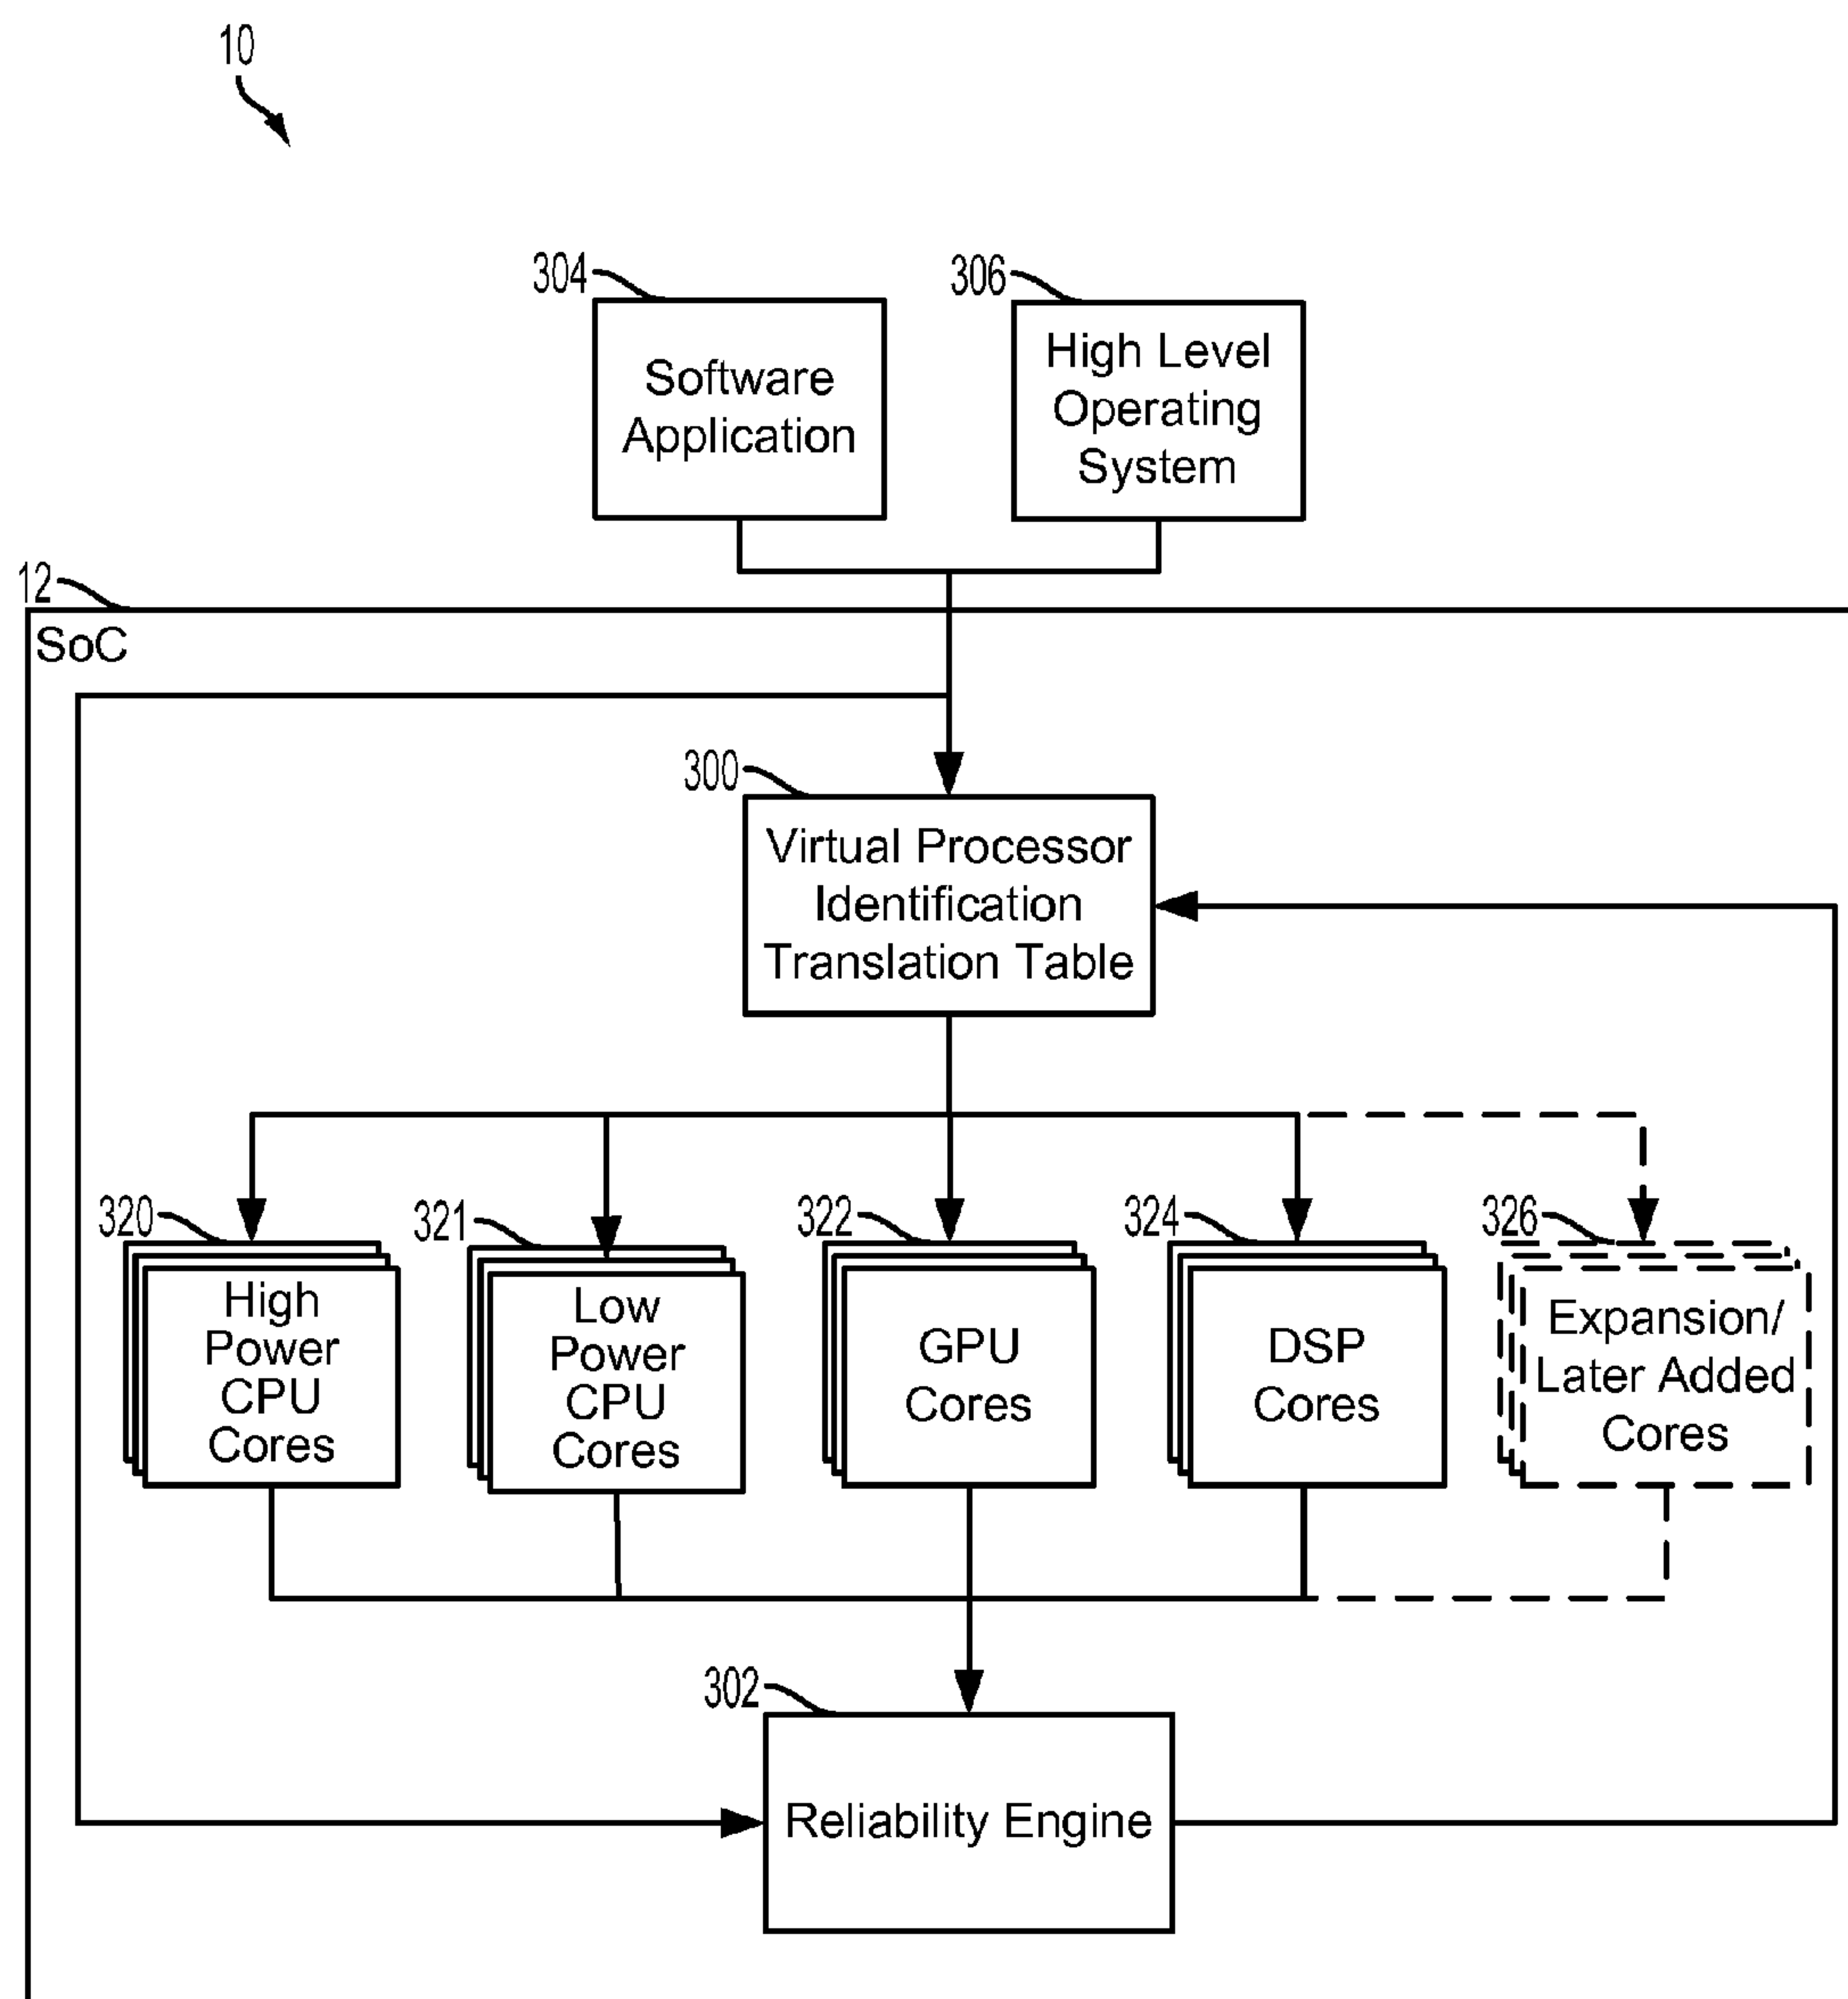 10
304
Software
Application
306
High Level
Operating
System
12
SoC
300
Virtual Processor
Identification
Translation Table
320
High
Power
CPU
Cores
321
Low
Power
CPU
Cores
322
GPU
Cores
324
DSP
Cores
326
Expansion/
Later Added
Cores
302
Reliability Engine